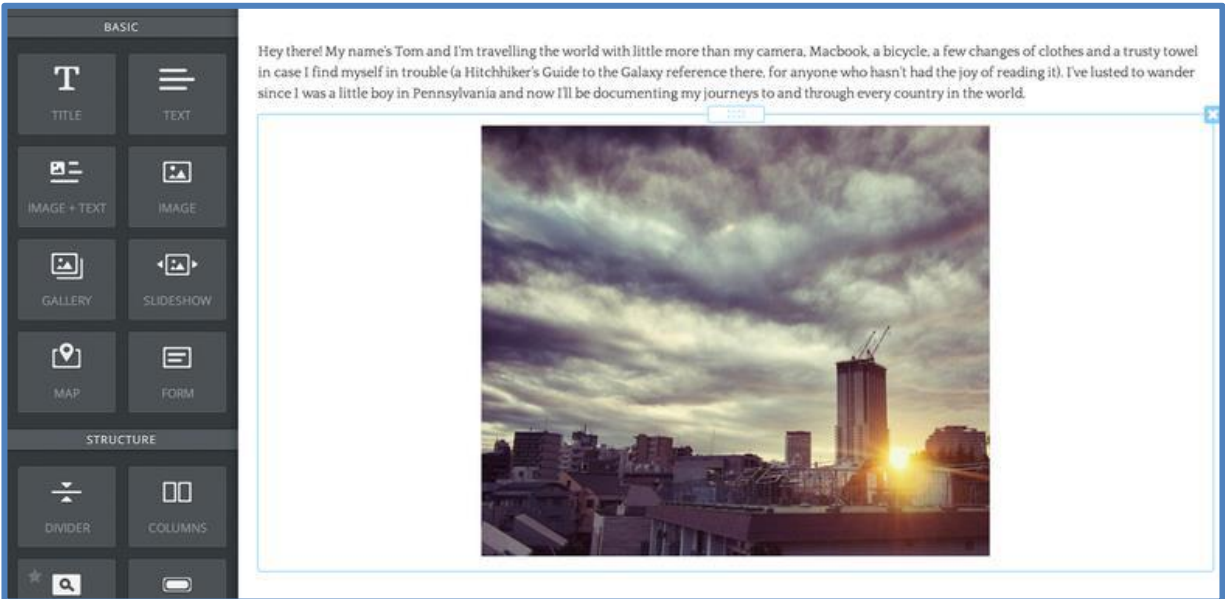 BASIC
TITLE
TEXT
IMAGE + TEXT
IMAGE
GALLERY
SLIDESHOW
MAP
FORM
STRUCTURE
DIVIDER
COLUMNS
Hey there! My name's Tom and I'm travelling the world with little more than my camera, Macbook, a bicycle, a few changes of clothes and a trusty towel
in case I find myself in trouble (a Hitchhiker's Guide to the Galaxy reference there, for anyone who hasn't had the joy of reading it). I've lusted to wander
since I was a little boy in Pennsylvania and now I'll be documenting my journeys to and through every country in the world.